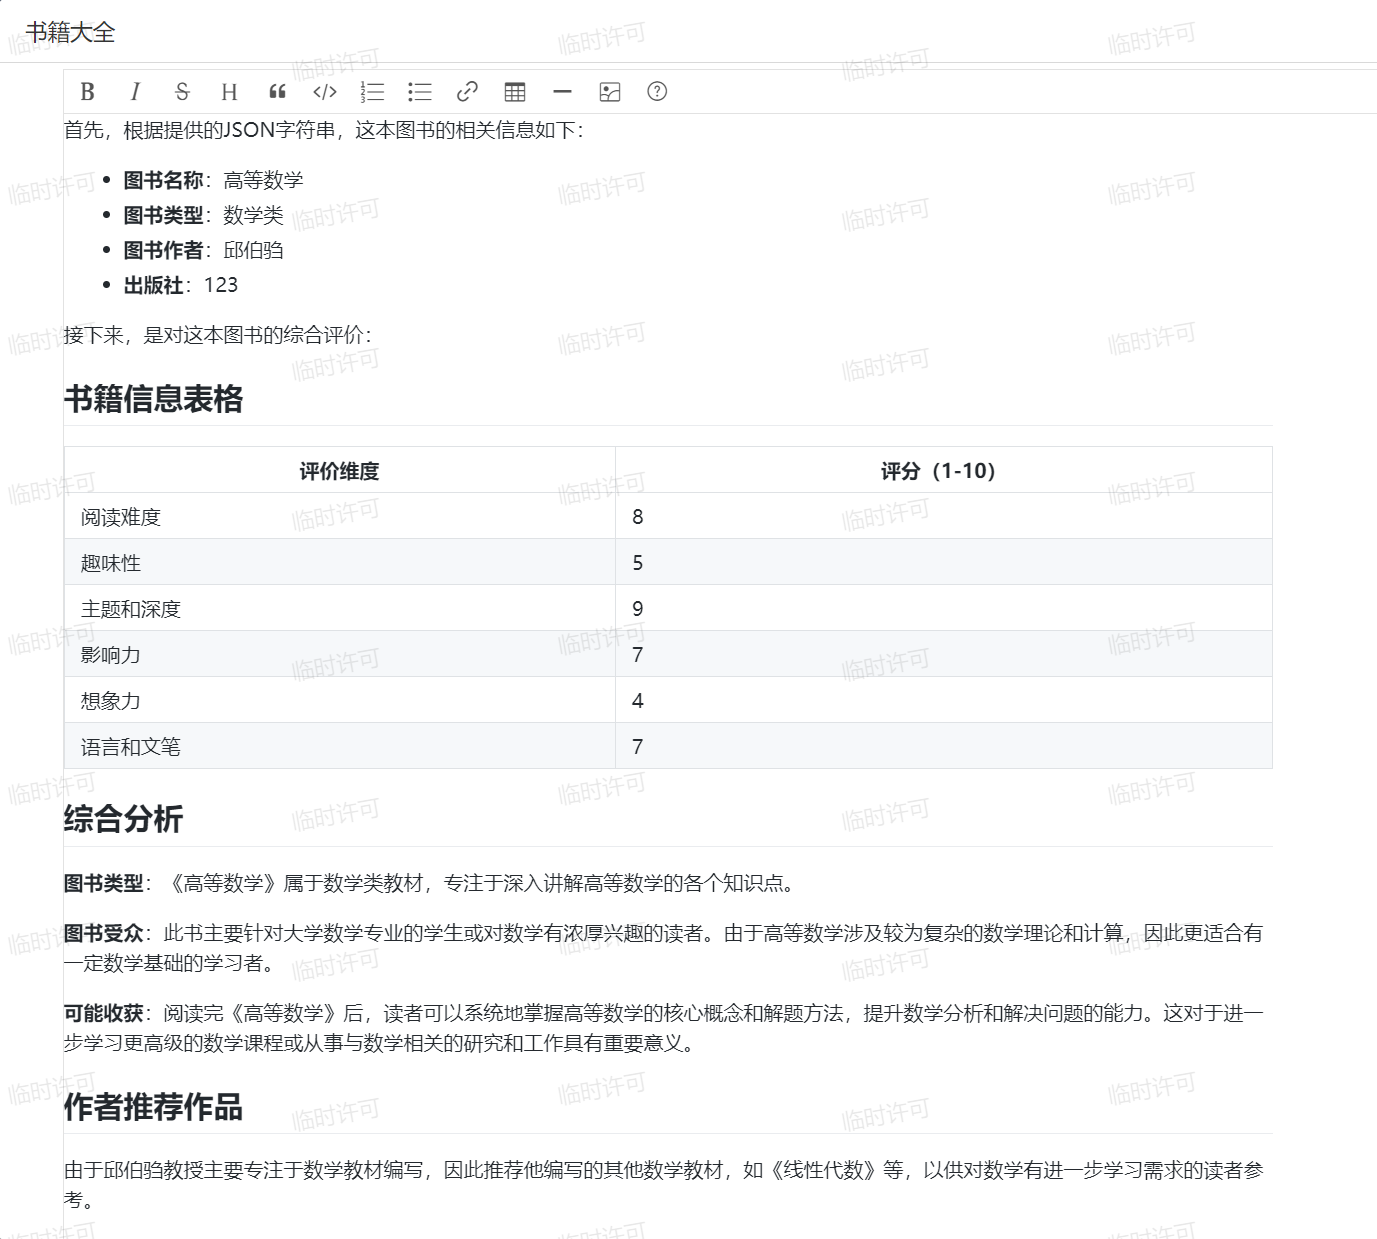 书籍大全
B I S H “ </>
首先，根据提供的JSON字符串，这本图书的相关信息如下：
• 图书名称：高等数学
• 图书类型：数学类
• 图书作者：邱伯驺
• 出版社：123
接下来，是对这本图书的综合评价：
书籍信息表格
评价维度 评分（1-10）
阅读难度 8
趣味性 5
主题和深度 9
影响力 7
想象力 4
语言和文笔 7
综合分析
图书类型：《高等数学》属于数学类教材，专注于深入讲解高等数学的各个知识点。
图书受众：此书主要针对大学数学专业的学生或对数学有浓厚兴趣的读者。由于高等数学涉及较为复杂的数学理论和计算，因此更适合有
一定数学基础的学习者。
可能收获：阅读完《高等数学》后，读者可以系统地掌握高等数学的核心概念和解题方法，提升数学分析和解决问题的能力。这对于进一
步学习更高级的数学课程或从事与数学相关的研究和工作具有重要意义。
作者推荐作品
由于邱伯驺教授主要专注于数学教材编写，因此推荐他编写的其他数学教材，如《线性代数》等，以供对数学有进一步学习需求的读者参
考。
临时许可